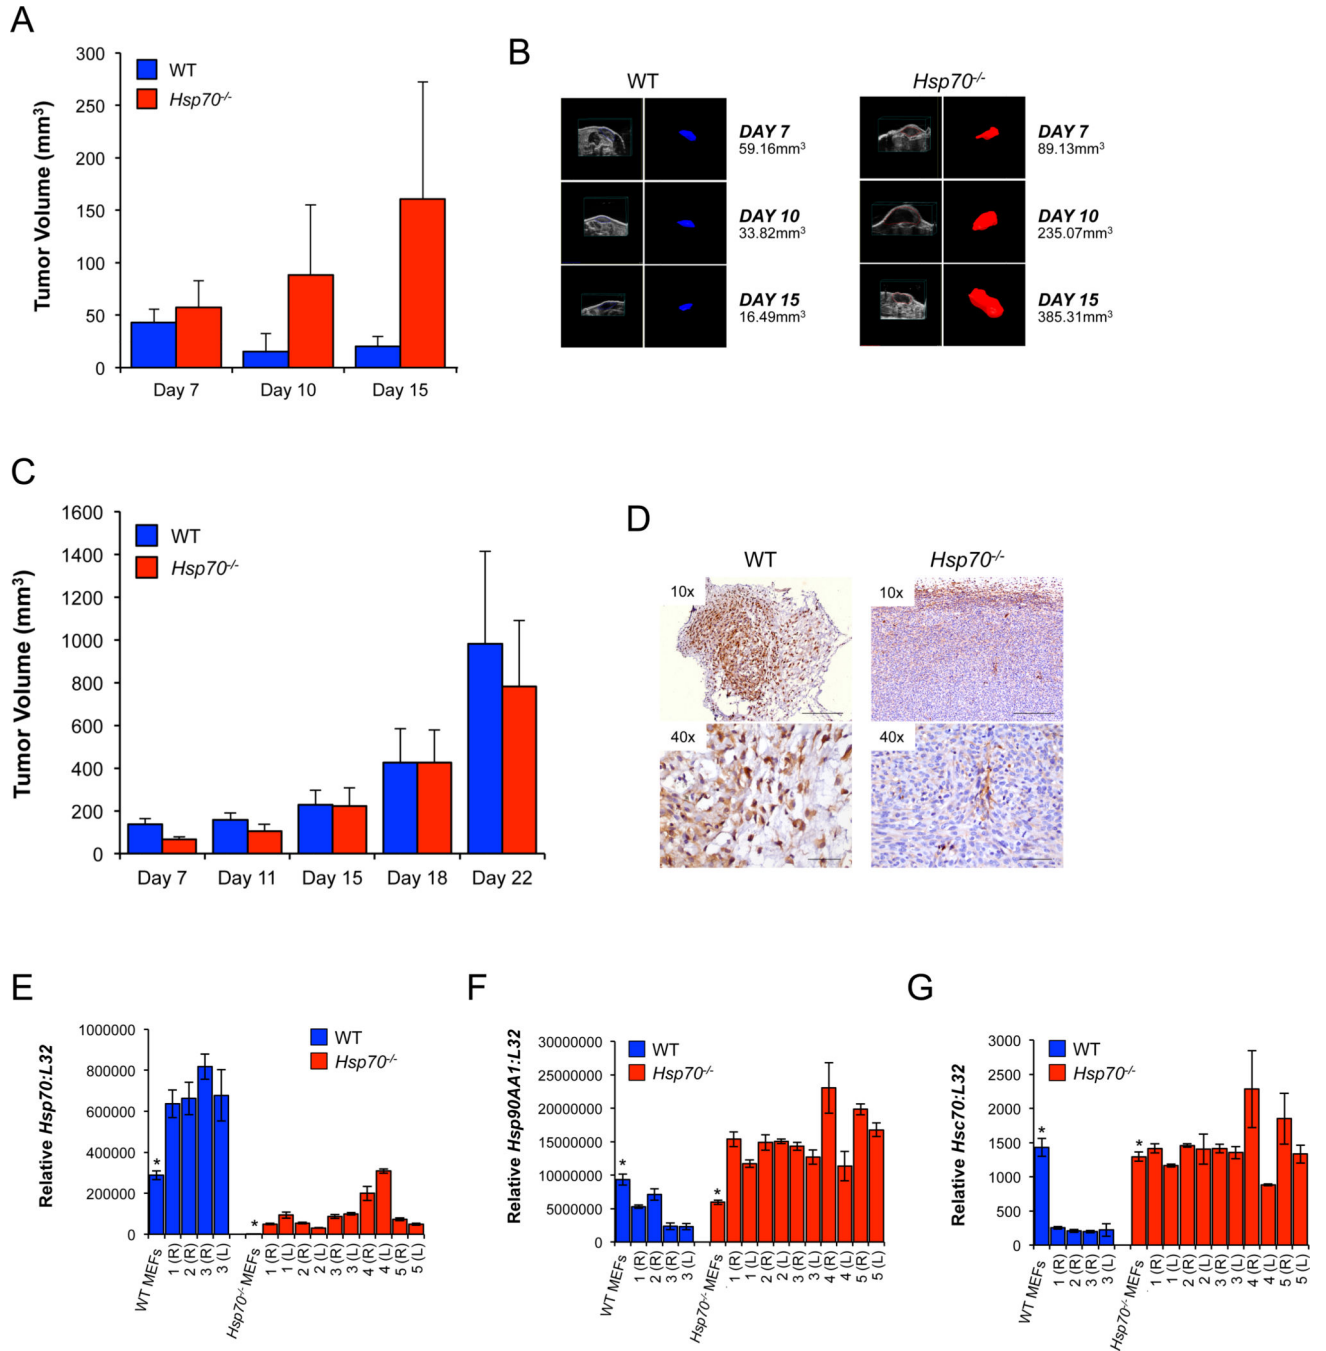 A
Tumor Volume (mm³)
300
250
200
150
100
50
0
WT
Hsp70-/-
Day 7
Day 10
Day 15
B
WT
Hsp70-/-
DAY 7
59.16mm³
DAY 10
33.82mm³
DAY 15
16.49mm³
DAY 7
89.13mm³
DAY 10
235.07mm³
DAY 15
385.31mm³
C
Tumor Volume (mm³)
1600
1400
1200
1000
800
600
400
200
0
WT
Hsp70-/-
Day 7
Day 11
Day 15
Day 18
Day 22
D
WT
Hsp70-/-
10x
10x
40x
40x
E
Relative Hsp70:L32
1000000
800000
600000
400000
200000
0
WT
Hsp70-/-
*
*
WT MEFs
1 (R)
2 (R)
3 (R)
3 (L)
Hsp70-/- MEFs
1 (R)
1 (L)
2 (R)
2 (L)
3 (R)
3 (L)
4 (R)
4 (L)
5 (R)
5 (L)
F
Relative Hsp90AA1:L32
30000000
25000000
20000000
15000000
10000000
5000000
0
WT
Hsp70-/-
*
*
WT MEFs
1 (R)
2 (R)
3 (R)
3 (L)
Hsp70-/- MEFs
1 (R)
1 (L)
2 (R)
2 (L)
3 (R)
3 (L)
4 (R)
4 (L)
5 (R)
5 (L)
G
Relative Hsc70:L32
3000
2500
2000
1500
1000
500
0
WT
Hsp70-/-
*
*
WT MEFs
1 (R)
2 (R)
3 (R)
3 (L)
Hsp70-/- MEFs
1 (R)
1 (L)
2 (R)
2 (L)
3 (R)
3 (L)
4 (R)
4 (L)
5 (R)
5 (L)